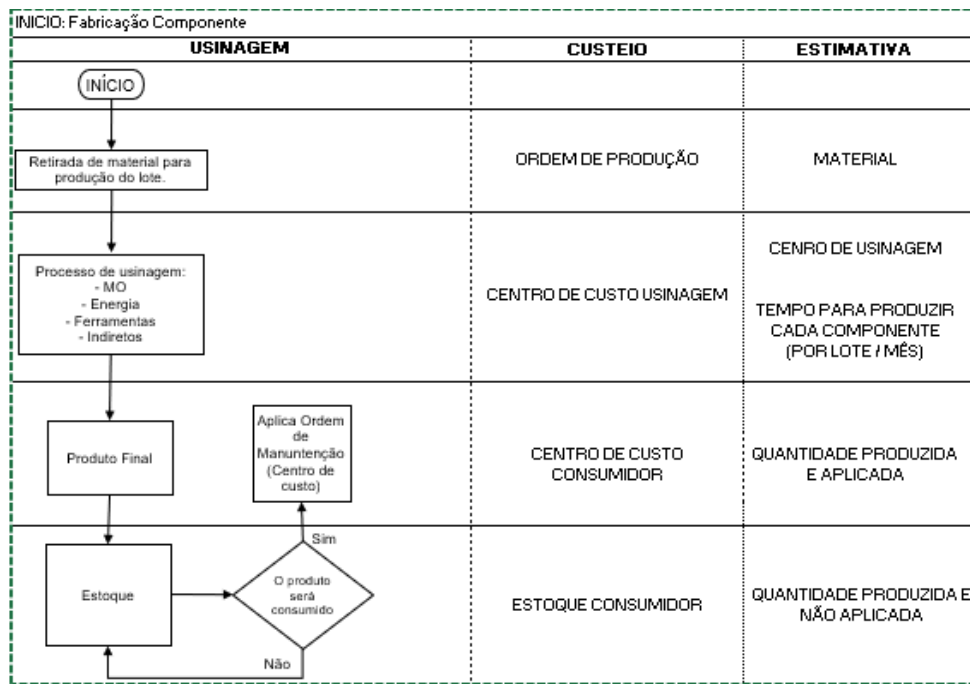 INICIO: Fabricação Componente
USINAGEM
CUSTEIO
ESTIMATIVA
INÍCIO
Retirada de material para
produção do lote.
ORDEM DE PRODUÇÃO
MATERIAL
Processo de usinagem:
- MO
- Energia
- Ferramentas
- Indiretos
CENTRO DE CUSTO USINAGEM
CENRO DE USINAGEM
TEMPO PARA PRODUZIR
CADA COMPONENTE
(POR LOTE / MÊS)
Produto Final
Aplica Ordem
de
Manuntenção
(Centro de
custo)
CENTRO DE CUSTO
CONSUMIDOR
QUANTIDADE PRODUZIDA
E APLICADA
Sim
Estoque
O produto
será
consumido
Não
ESTOQUE CONSUMIDOR
QUANTIDADE PRODUZIDA E
NÃO APLICADA